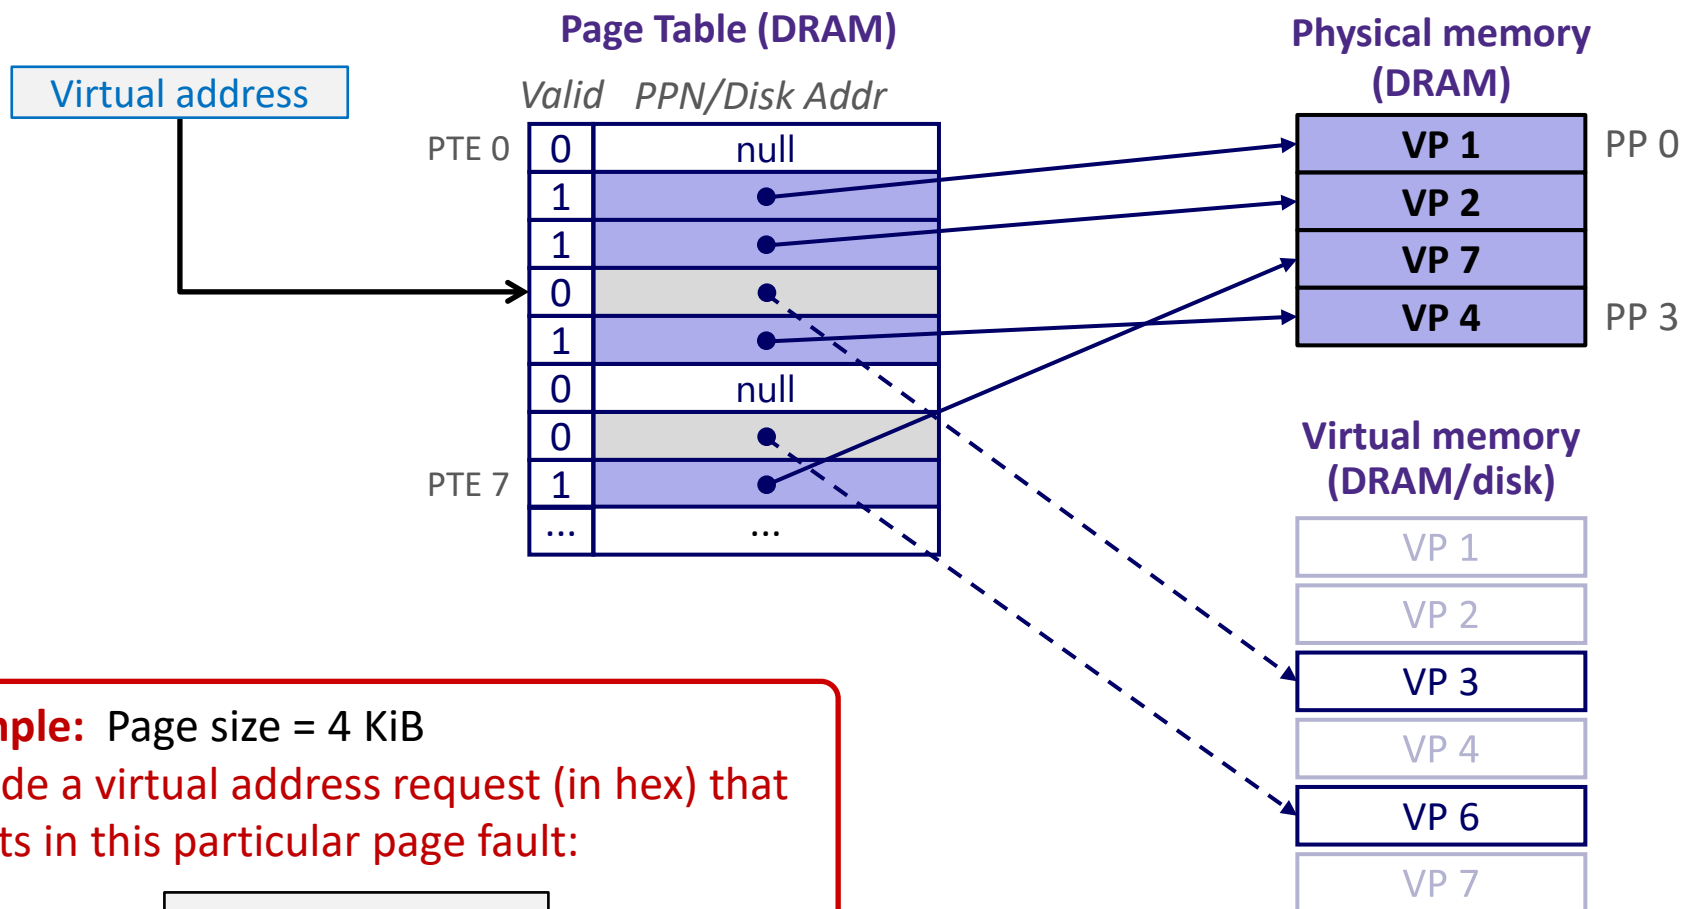 Page Table (DRAM)
Physical memory
(DRAM)
Virtual address
Valid PPN/Disk Addr
PTE 0 0 null
1
1
0
1
0 null
0
PTE 7 1
... ...
VP 1 PP 0
VP 2
VP 7
VP 4 PP 3
Virtual memory
(DRAM/disk)
VP 1
VP 2
VP 3
VP 4
VP 6
VP 7
mple: Page size = 4 KiB
de a virtual address request (in hex) that
ts in this particular page fault: